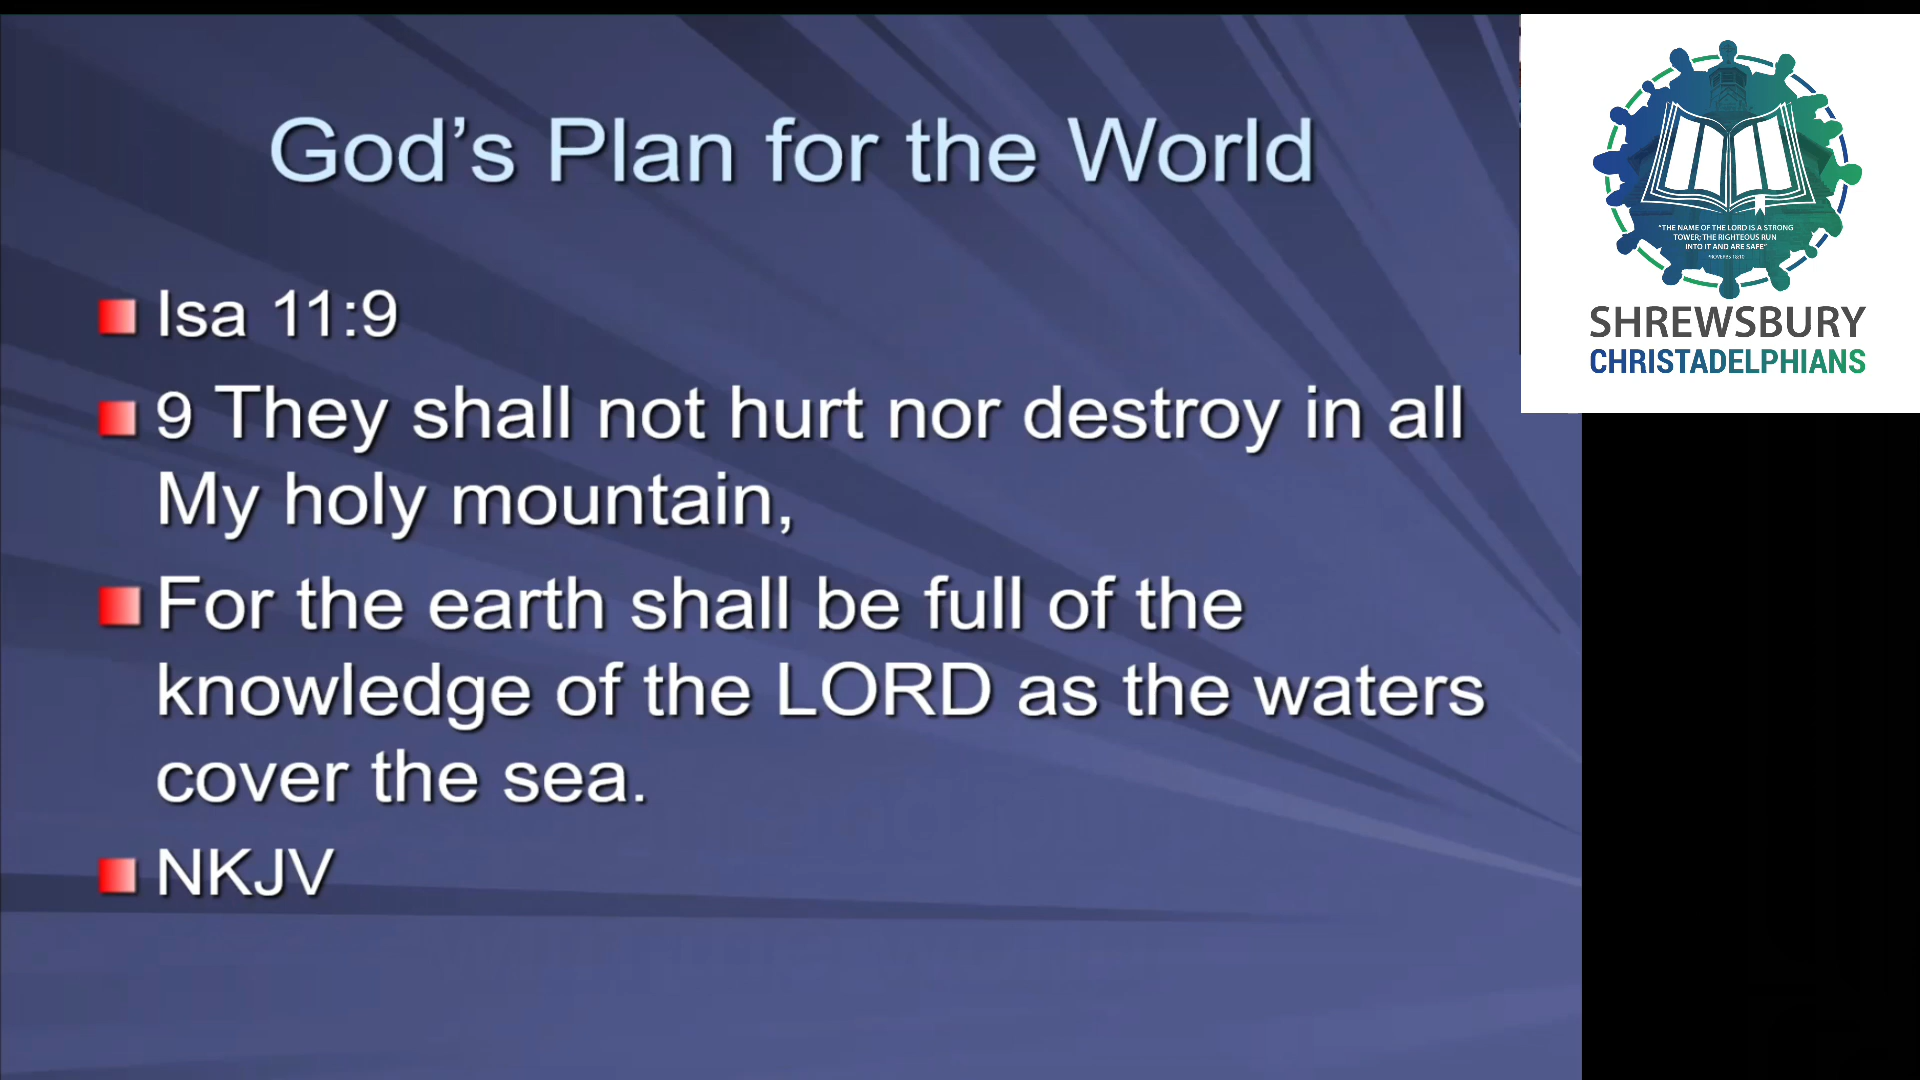 God’s Plan for the World
Isa 11:9
9 They shall not hurt nor destroy in all
My holy mountain,
For the earth shall be full of the
knowledge of the LORD as the waters
cover the sea.
NKJV
"THE NAME OF THE LORD IS A STRONG
TOWER; THE RIGHTEOUS RUN
INTO IT AND ARE SAFE"
PROVERBS 18:10
SHREWSBURY
CHRISTADELPHIANS